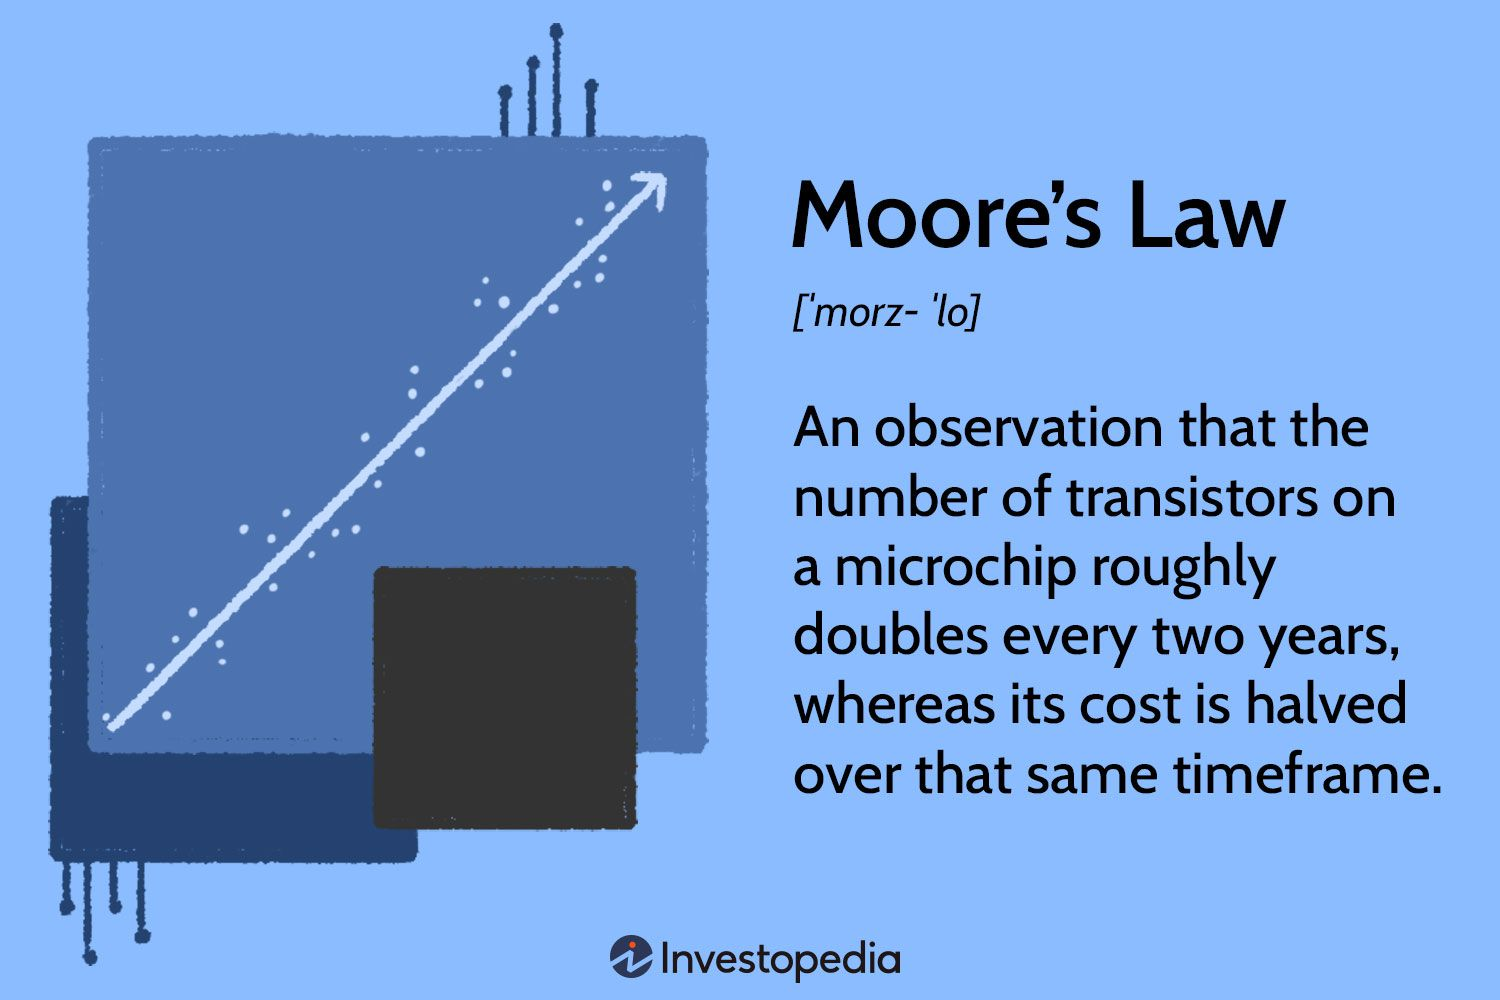 Moore’s Law
['morz- 'lo]
An observation that the
number of transistors on
a microchip roughly
doubles every two years,
whereas its cost is halved
over that same timeframe.
Investopedia